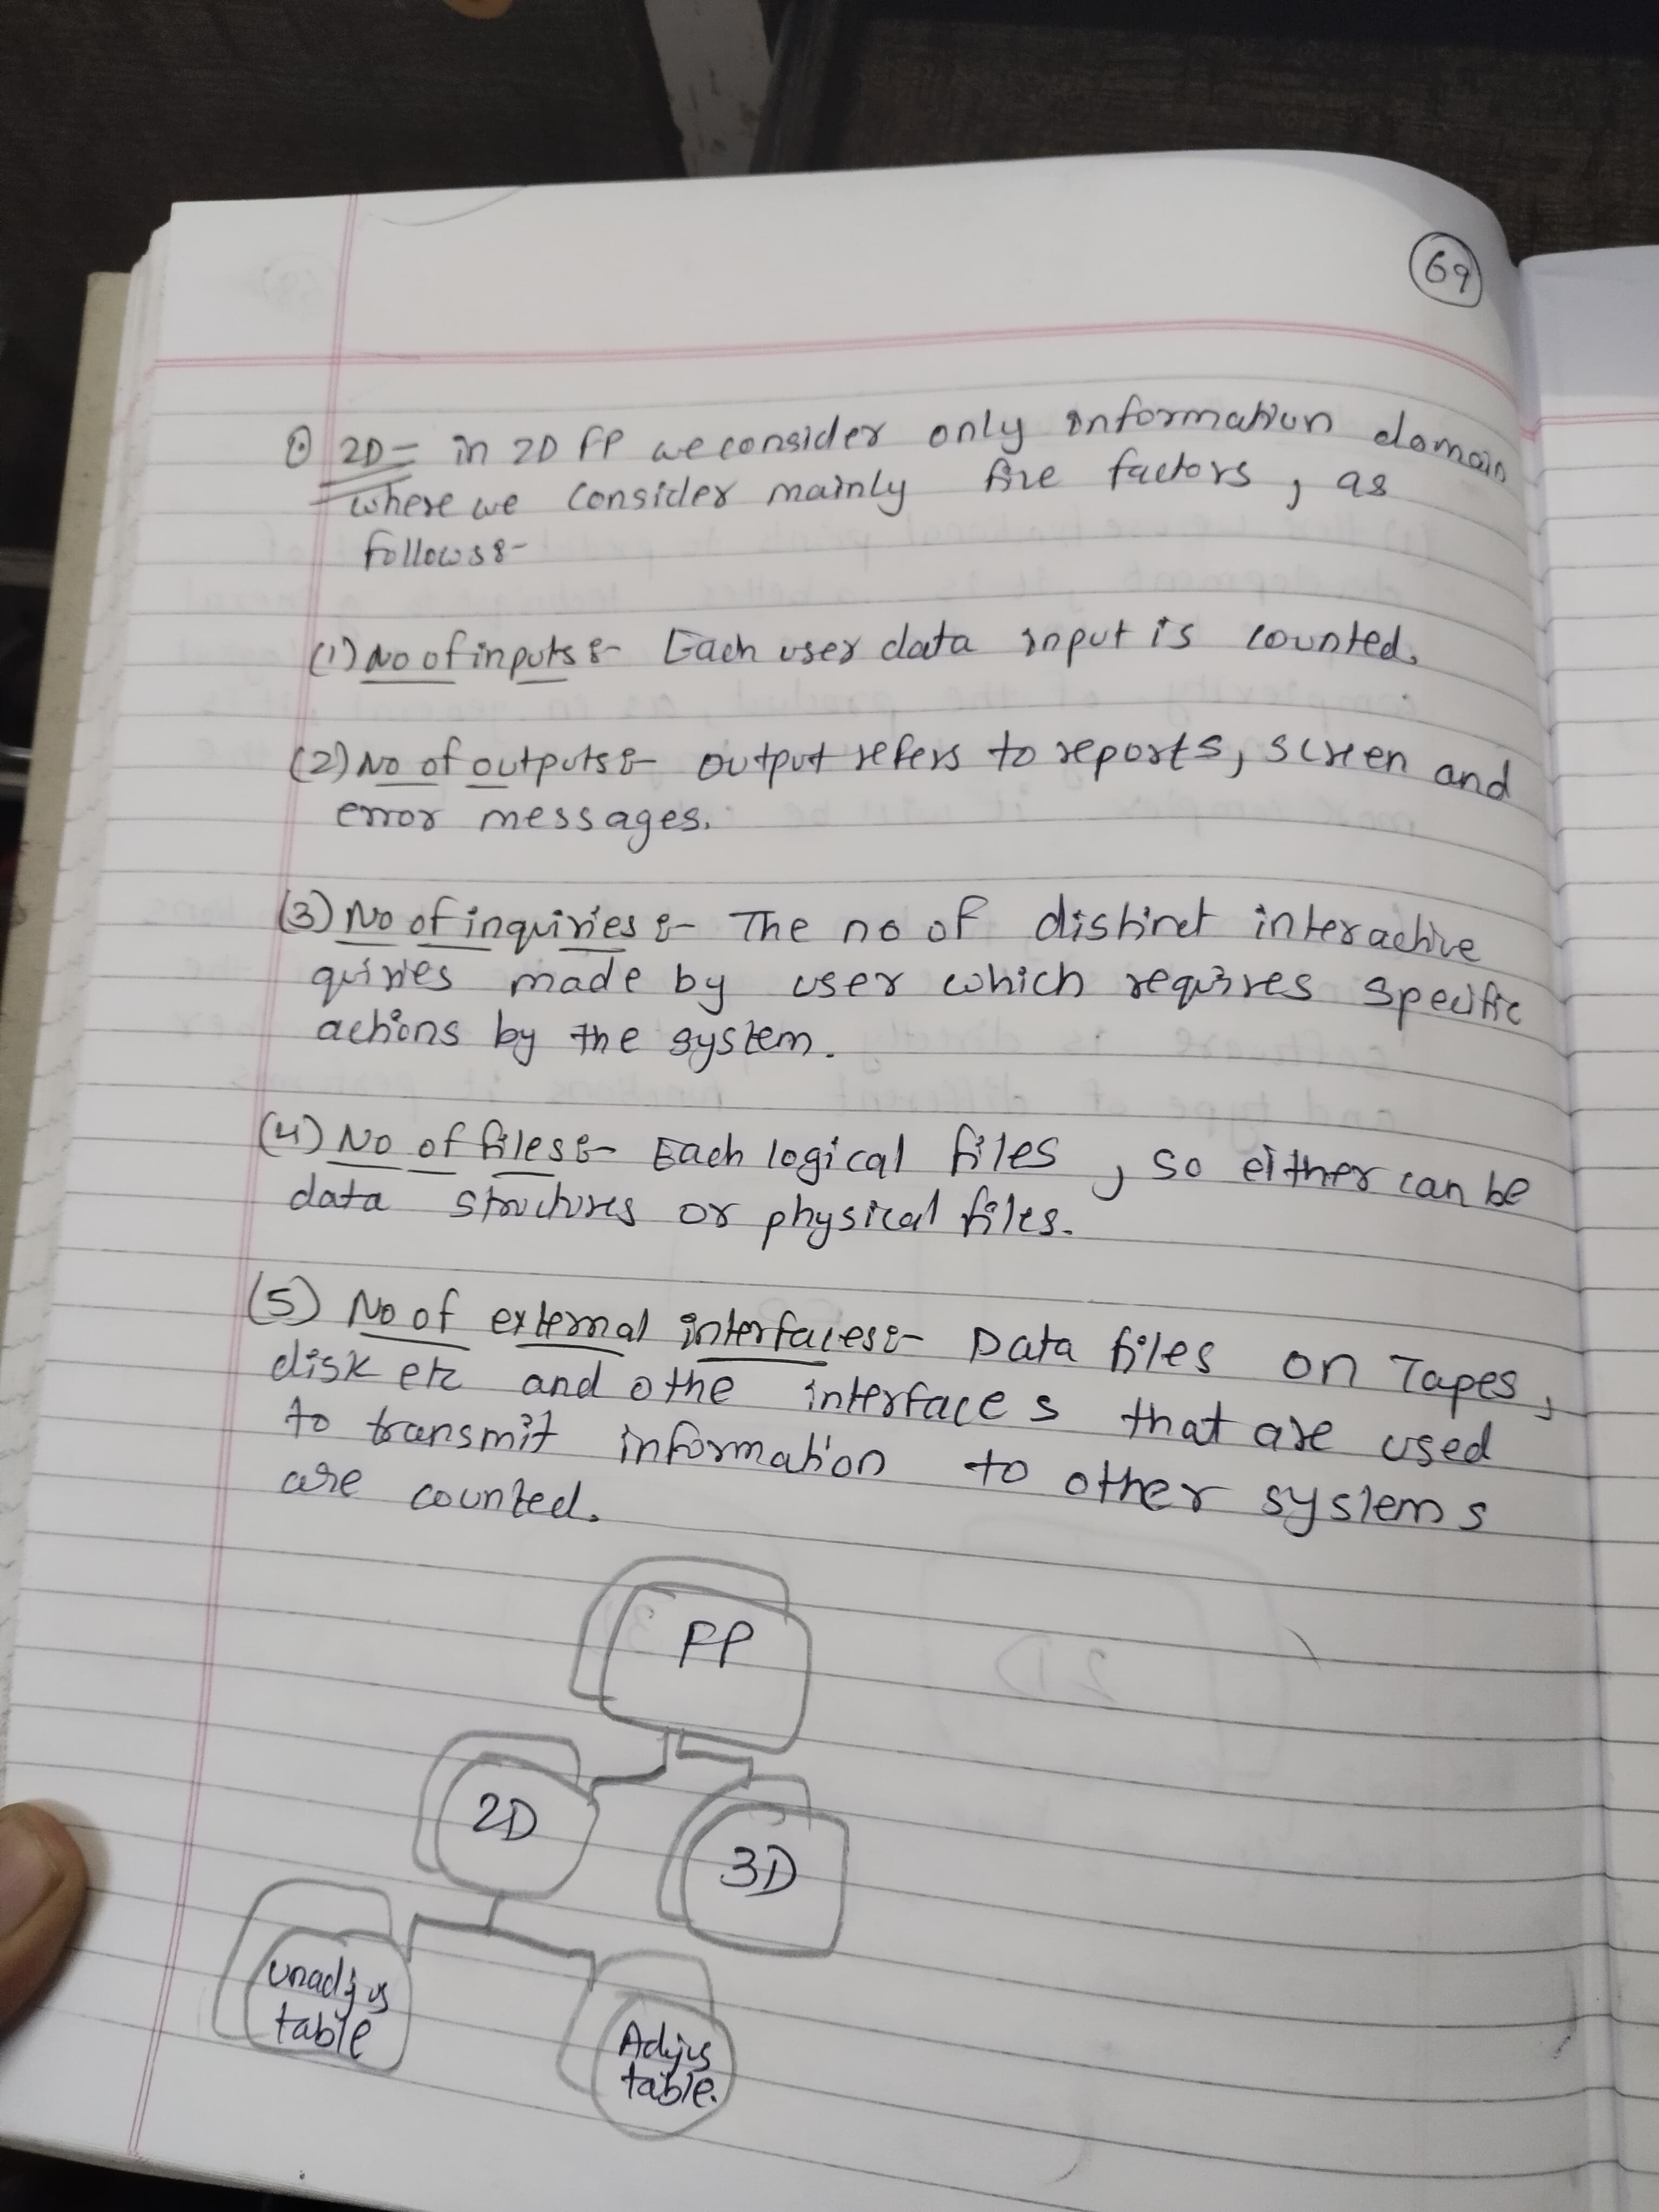 69
2D= in 2D FP we consider only information domain
where we consider mainly five factors, as
follows:-
(1) No of inputs:- Each user data input is counted.
(2) No of outputs:- output refers to reports, screen and
error messages.
(3) No of inquiries:- The no of distinct interactive
quiries made by user which requires specific
actions by the system.
(4) No of files:- Each logical files, so either can be
data structures or physical files.
(5) No of external interfaces:- Data files on Tapes,
disk etc and othe interfaces that are used
to transmit information to other systems
are counted.
FP
2D
3D
unadjus
table
Adjus
table.